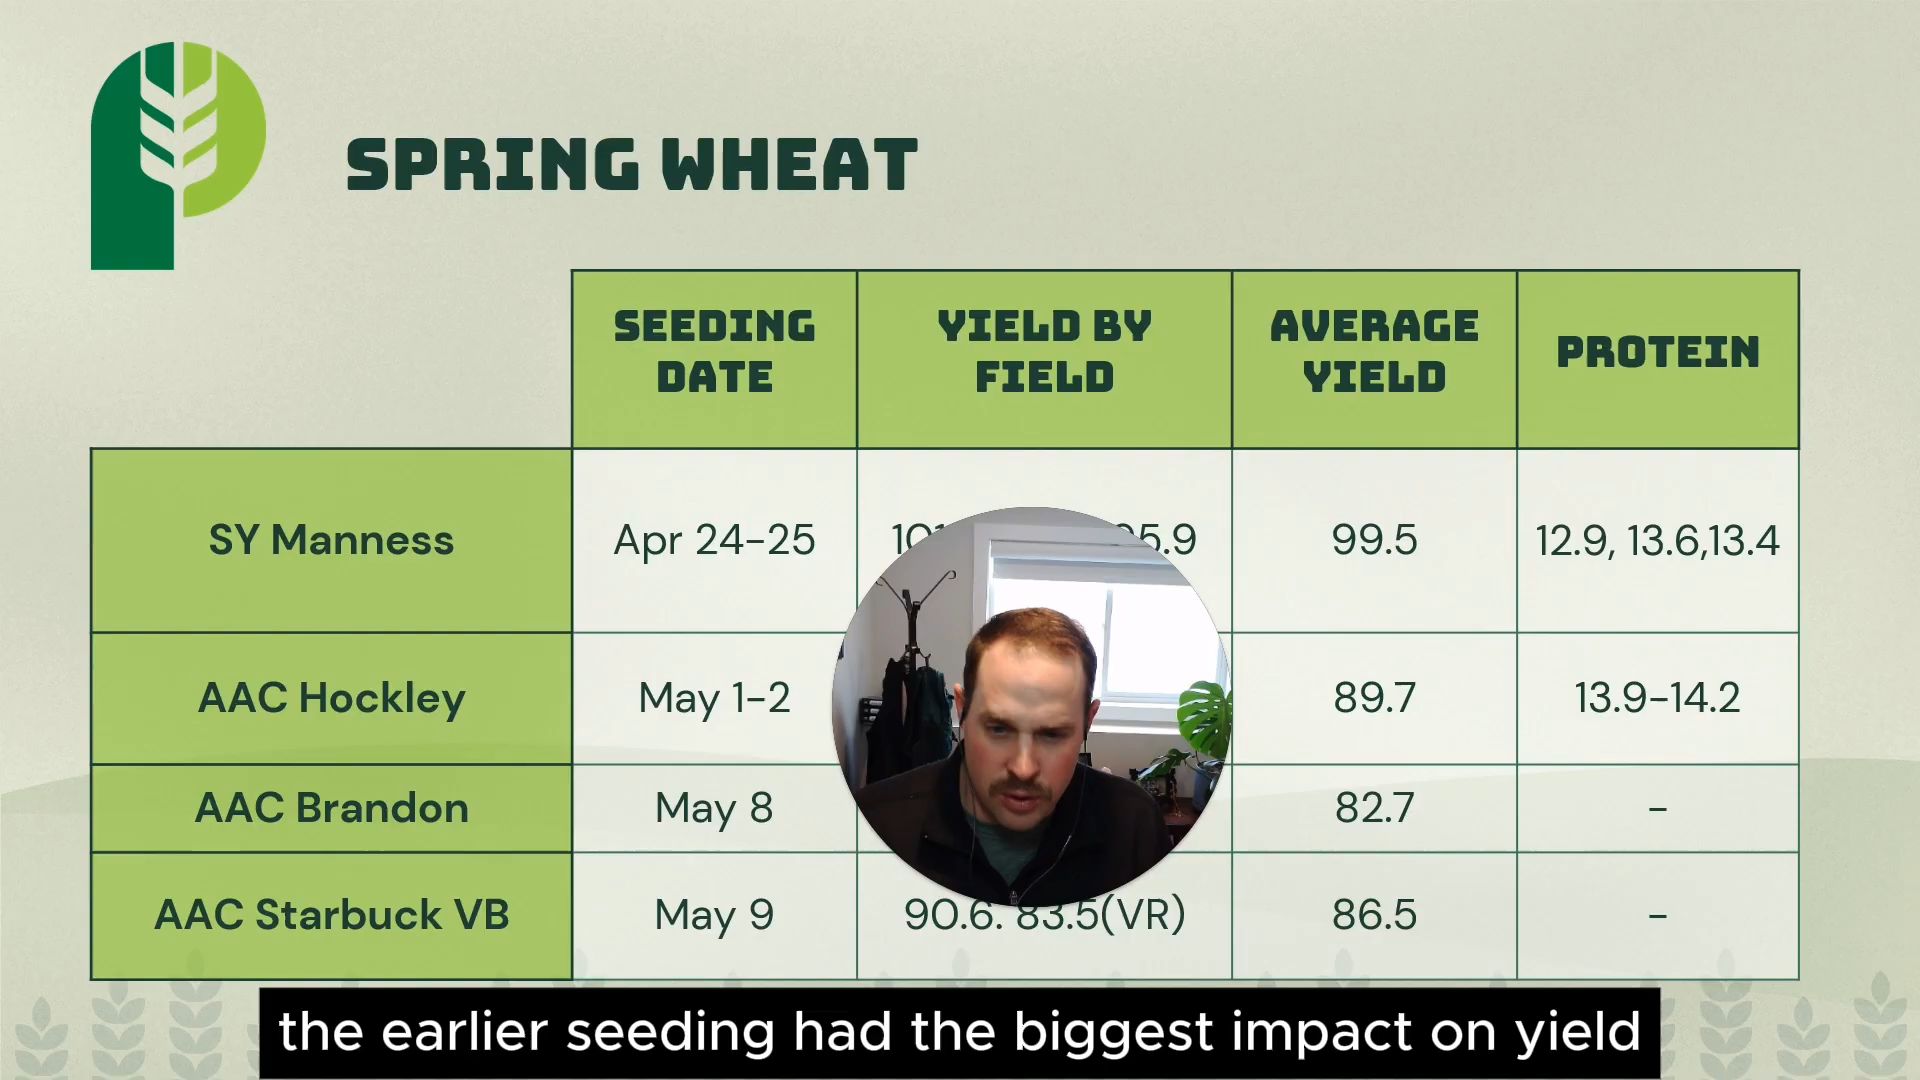 SPRING WHEAT
SEEDING DATE
YIELD BY FIELD
AVERAGE YIELD
PROTEIN
SY Manness
Apr 24-25
99.5
12.9, 13.6,13.4
AAC Hockley
May 1-2
89.7
13.9-14.2
AAC Brandon
May 8
82.7
-
AAC Starbuck VB
May 9
90.6. 83.5(VR)
86.5
-
the earlier seeding had the biggest impact on yield